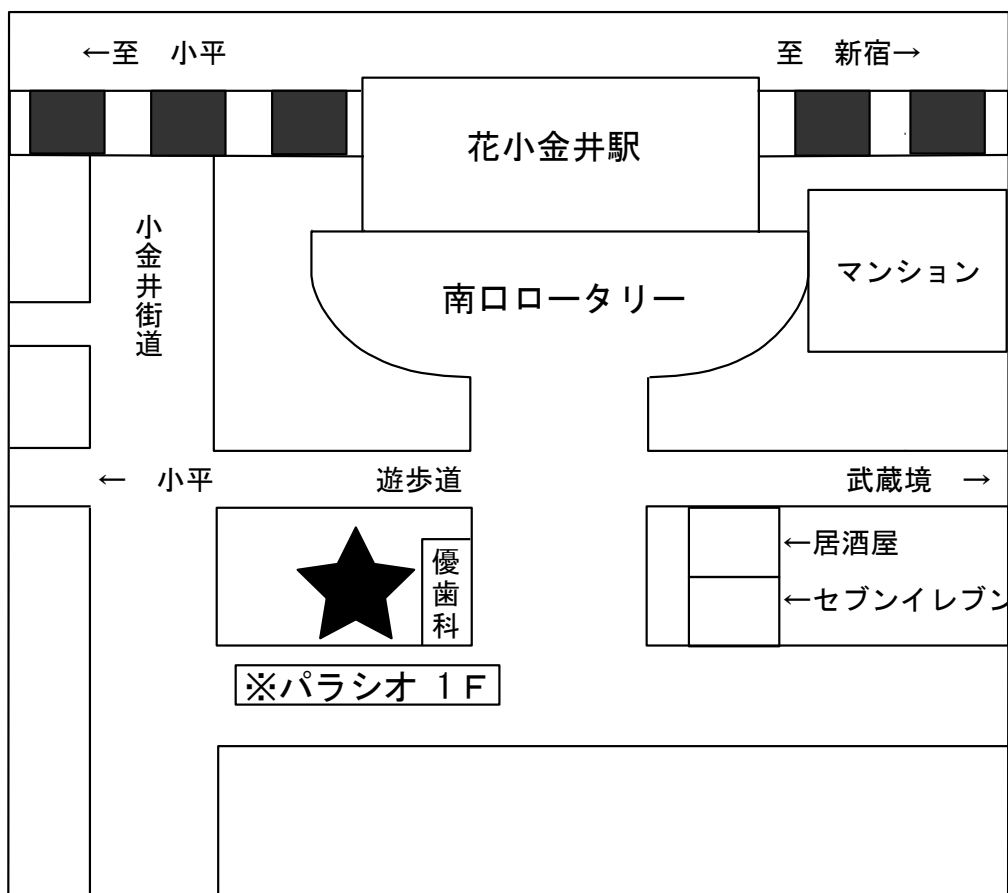 ←至　小平
至　新宿→
花小金井駅
小金井街道
南口ロータリー
マンション
←　小平
遊歩道
武蔵境　→
優歯科
←居酒屋
←セブンイレブン
※パラシオ １Ｆ